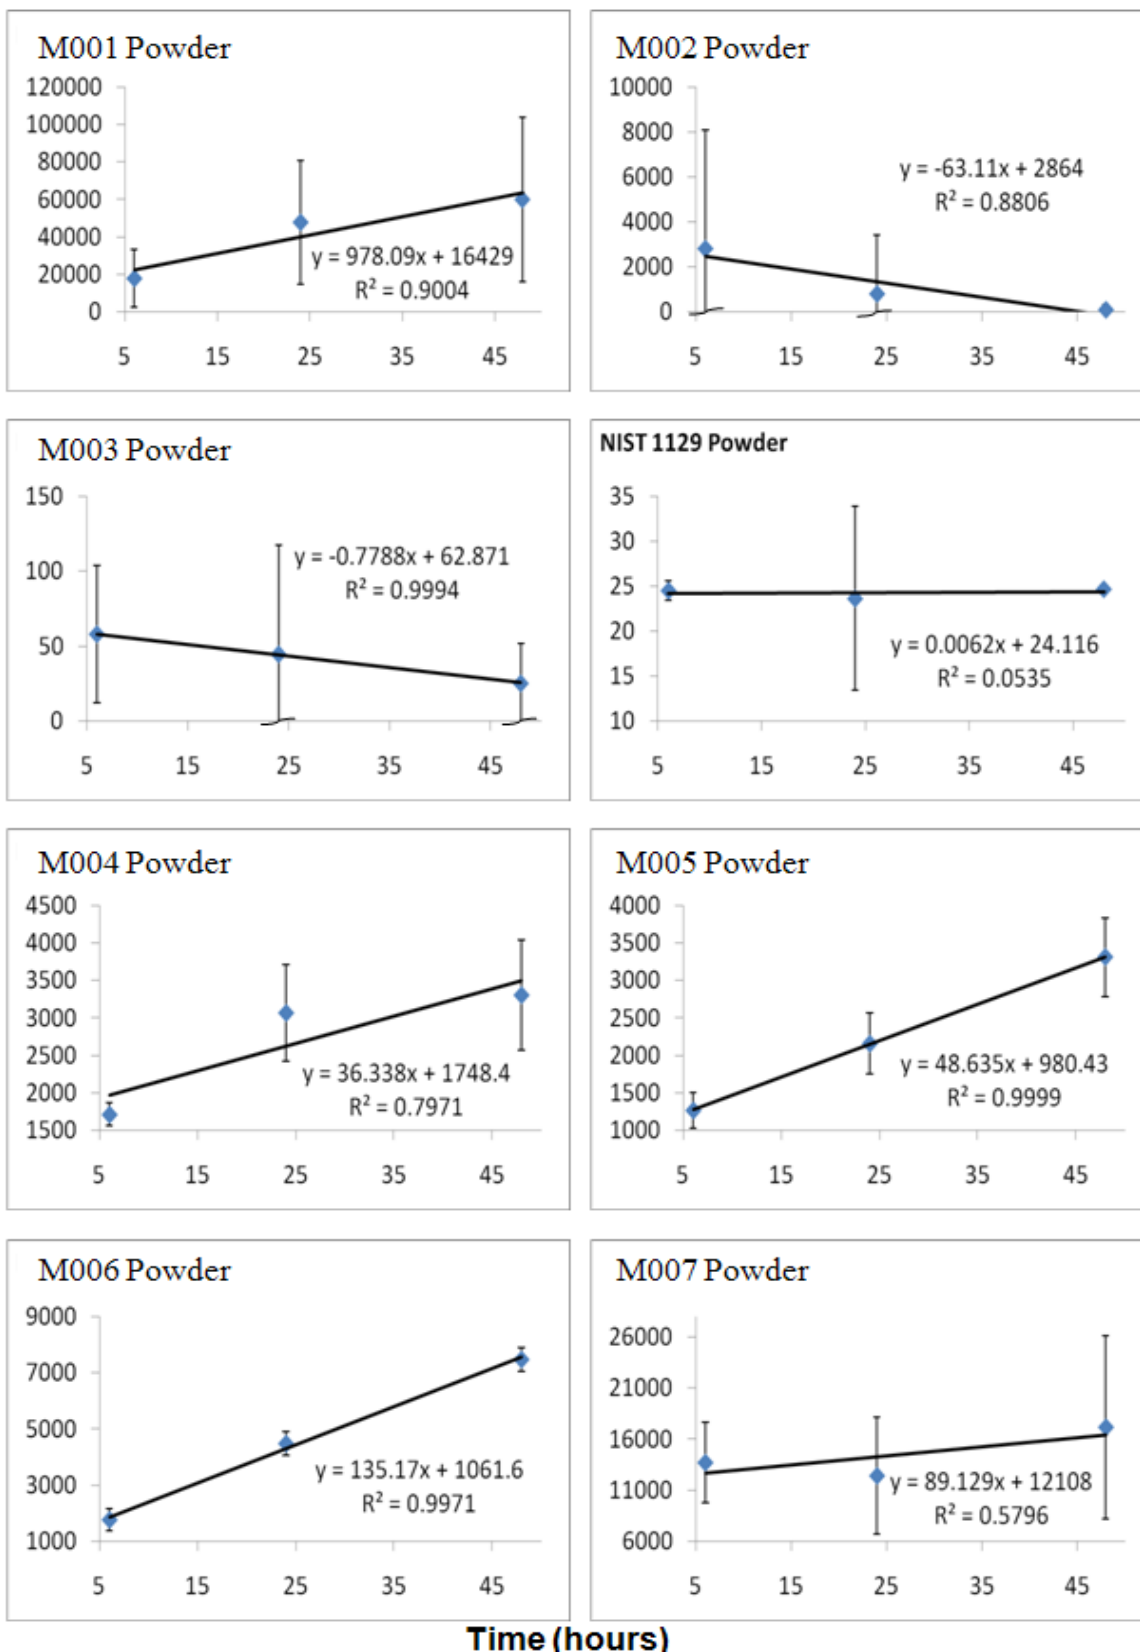 M001 Powder
120000
100000
80000
60000
40000
20000
0
y = 978.09x + 16429
R² = 0.9004
5 15 25 35 45
M002 Powder
10000
8000
6000
4000
2000
0
y = -63.11x + 2864
R² = 0.8806
5 15 25 35 45
M003 Powder
150
100
50
0
y = -0.7788x + 62.871
R² = 0.9994
5 15 25 35 45
NIST 1129 Powder
35
30
25
20
15
10
y = 0.0062x + 24.116
R² = 0.0535
5 15 25 35 45
M004 Powder
4500
4000
3500
3000
2500
2000
1500
y = 36.338x + 1748.4
R² = 0.7971
5 15 25 35 45
M005 Powder
4000
3500
3000
2500
2000
1500
1000
y = 48.635x + 980.43
R² = 0.9999
5 15 25 35 45
M006 Powder
9000
7000
5000
3000
1000
y = 135.17x + 1061.6
R² = 0.9971
5 15 25 35 45
M007 Powder
26000
21000
16000
11000
6000
y = 89.129x + 12108
R² = 0.5796
5 15 25 35 45
Time (hours)